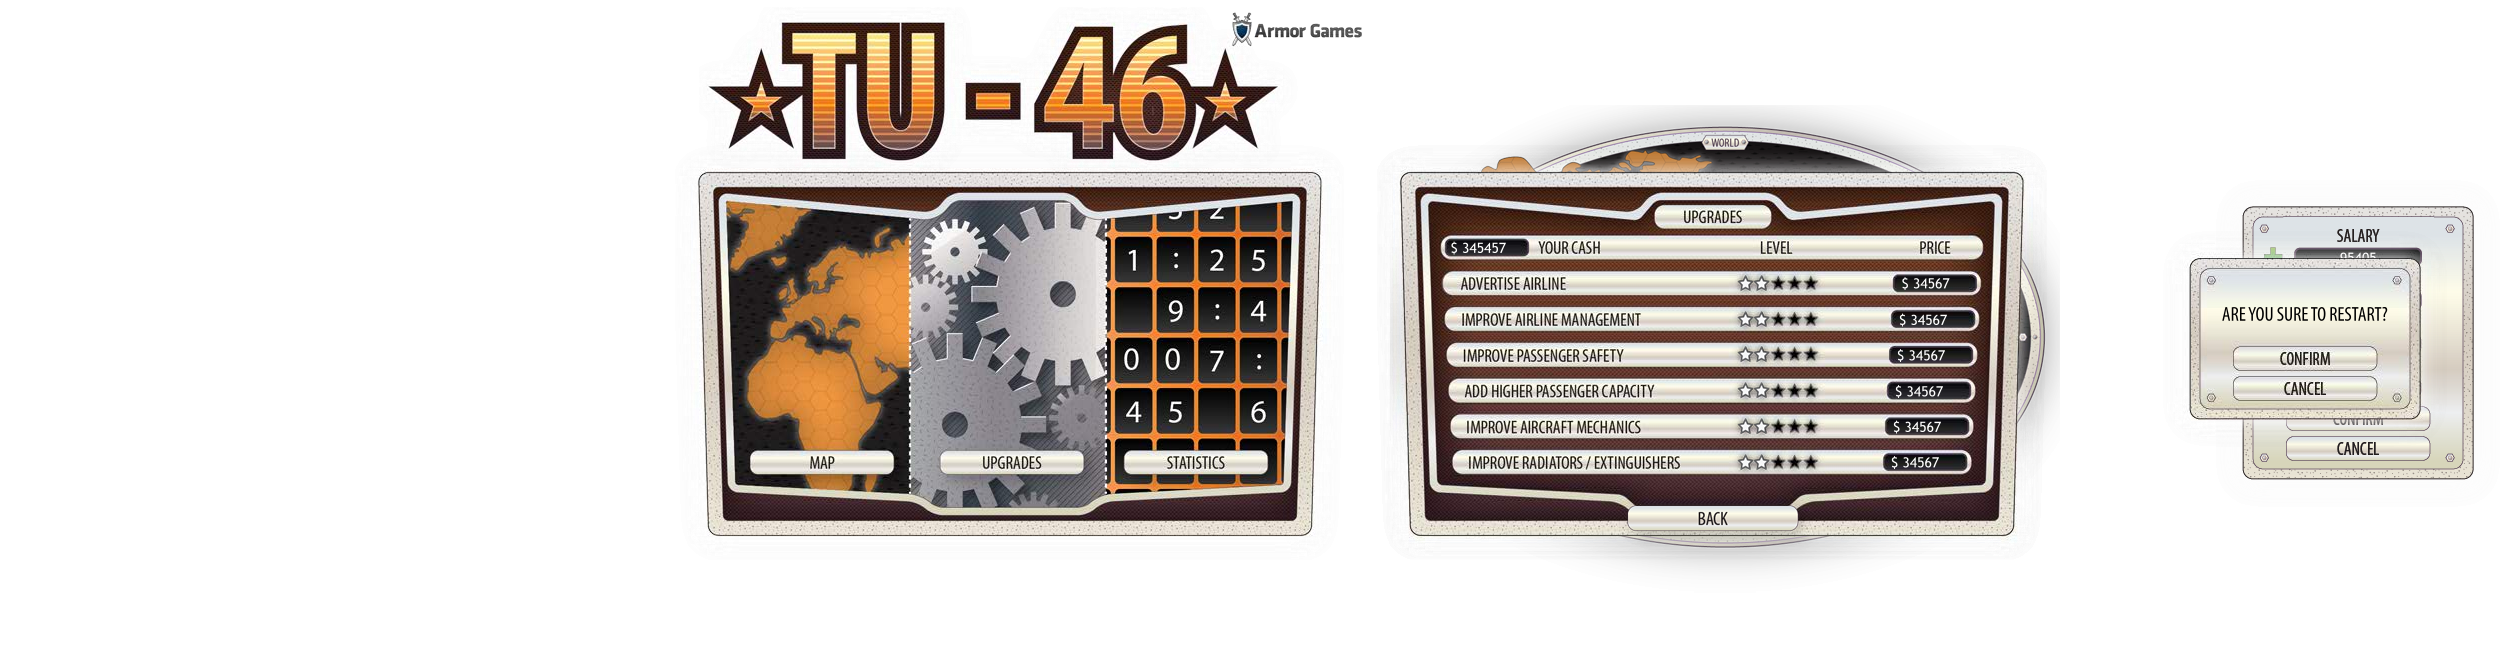 TU - 46
Armor Games
3 2
1 : 2 5
9 : 4
0 0 7 :
4 5 6
MAP
UPGRADES
STATISTICS
WORLD
UPGRADES
$ 345457 YOUR CASH LEVEL PRICE
ADVERTISE AIRLINE $ 34567
IMPROVE AIRLINE MANAGEMENT $ 34567
IMPROVE PASSENGER SAFETY $ 34567
ADD HIGHER PASSENGER CAPACITY $ 34567
IMPROVE AIRCRAFT MECHANICS $ 34567
IMPROVE RADIATORS / EXTINGUISHERS $ 34567
BACK
SALARY
95405
ARE YOU SURE TO RESTART?
CONFIRM
CANCEL
CONFIRM
CANCEL